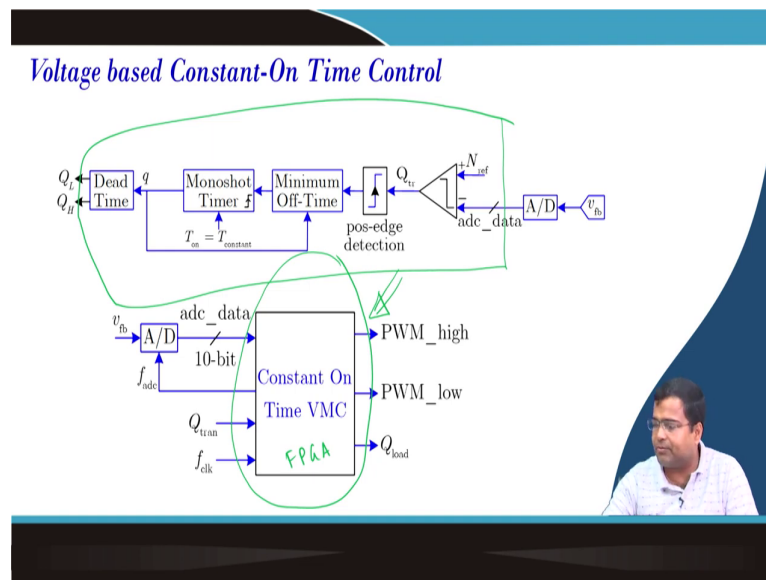 Voltage based Constant-On Time Control
Q_L
Q_H
Dead
Time
q
Monoshot
Timer
T_on = T_constant
Minimum
Off-Time
pos-edge
detection
Q_tr
+ N_ref
−
adc_data
A/D
v_fb
v_fb
A/D
adc_data
10-bit
f_adc
Q_tran
f_clk
Constant On
Time VMC
FPGA
PWM_high
PWM_low
Q_load